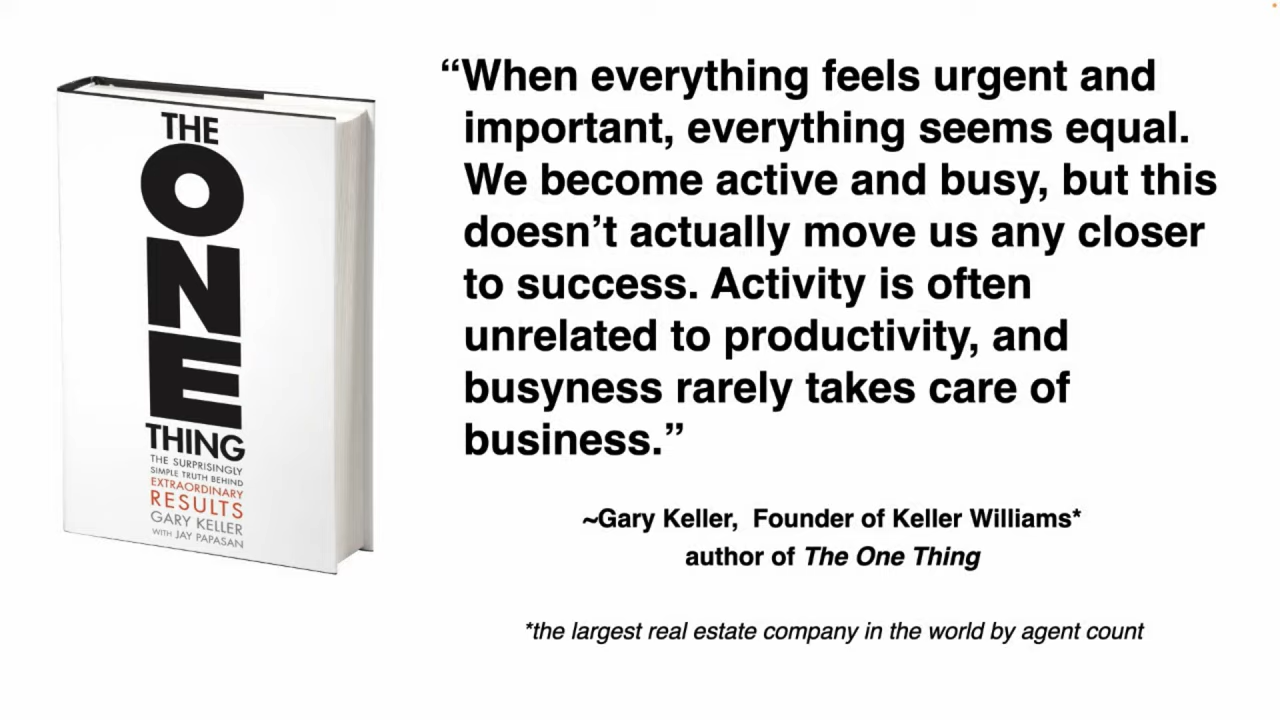 THE
ONE
THING
THE SURPRISINGLY
SIMPLE TRUTH BEHIND
EXTRAORDINARY
RESULTS
GARY KELLER
WITH JAY PAPASAN
“When everything feels urgent and
important, everything seems equal.
We become active and busy, but this
doesn’t actually move us any closer
to success. Activity is often
unrelated to productivity, and
busyness rarely takes care of
business.”
~Gary Keller, Founder of Keller Williams*
author of The One Thing
*the largest real estate company in the world by agent count